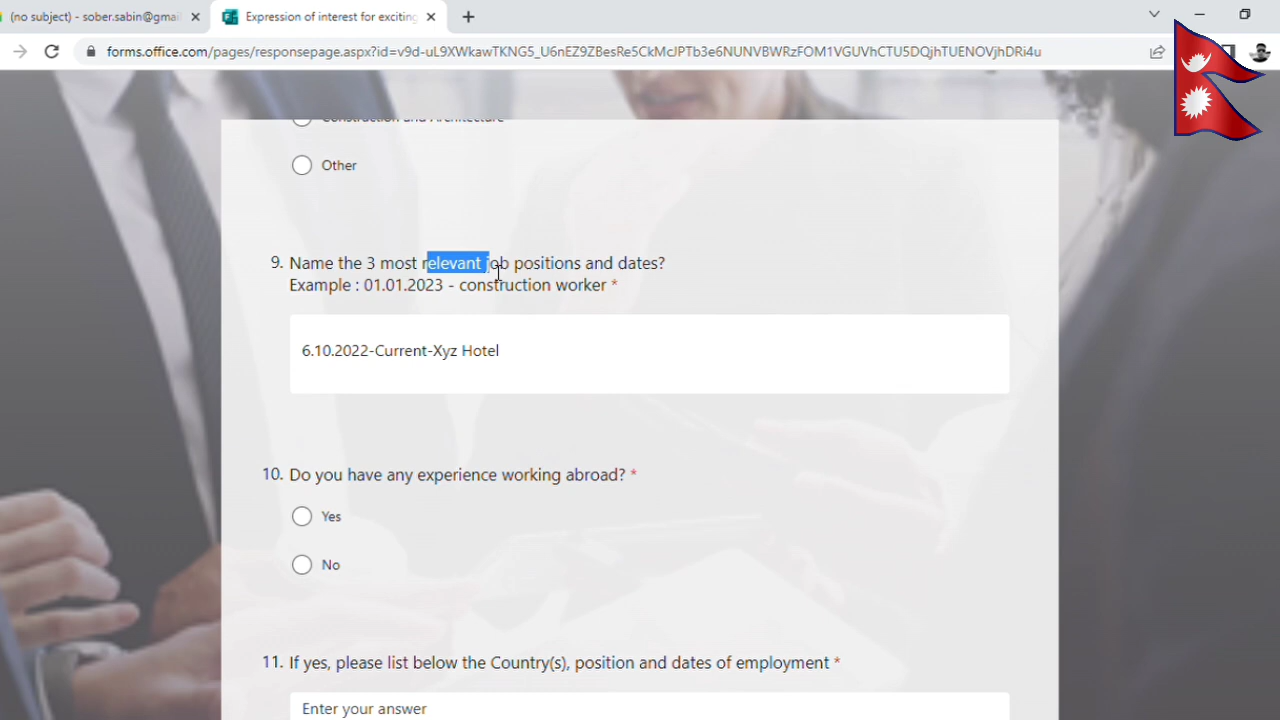 (no subject) - sober.sabin@gmai
Expression of interest for exciting
forms.office.com/pages/responsepage.aspx?id=v9d-uL9XWkawTKNG5_U6nEZ9ZBesRe5CkMcJPTb3e6NUNVBWRzFOM1VGUVhCTU5DQjhTUENOVjhDRi4u
Construction and Architecture
Other
9. Name the 3 most relevant job positions and dates?
Example : 01.01.2023 - construction worker *
6.10.2022-Current-Xyz Hotel
10. Do you have any experience working abroad? *
Yes
No
11. If yes, please list below the Country(s), position and dates of employment *
Enter your answer